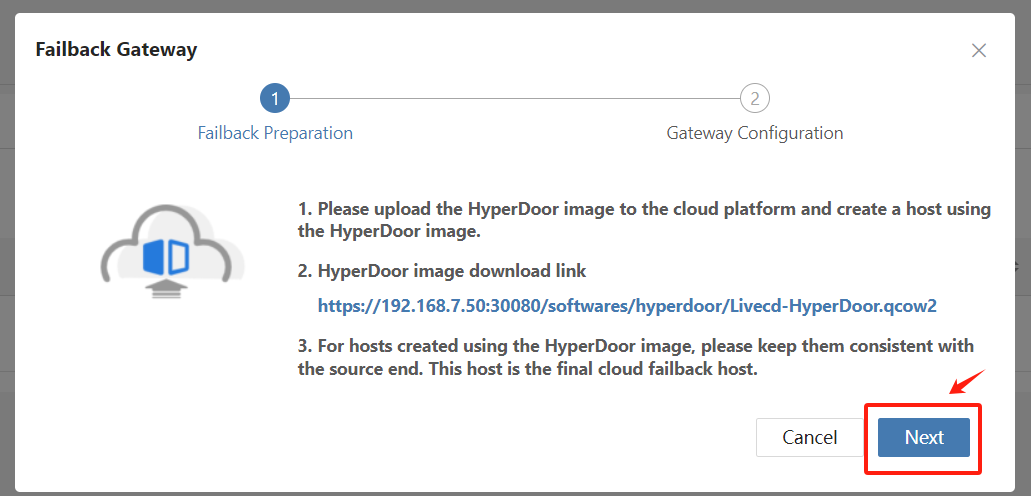 Failback Gateway
1
2
Failback Preparation
Gateway Configuration
1. Please upload the HyperDoor image to the cloud platform and create a host using
the HyperDoor image.
2. HyperDoor image download link
https://192.168.7.50:30080/softwares/hyperdoor/Livecd-HyperDoor.qcow2
3. For hosts created using the HyperDoor image, please keep them consistent with
the source end. This host is the final cloud failback host.
Cancel
Next